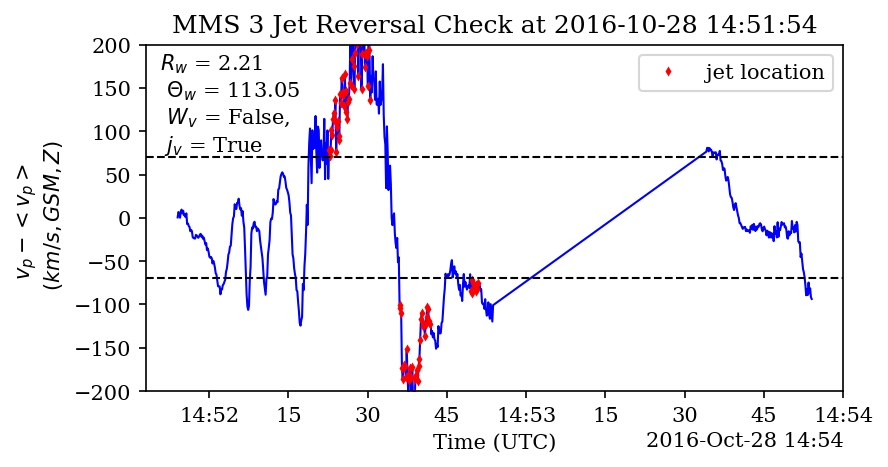 MMS 3 Jet Reversal Check at 2016-10-28 14:51:54
R_w = 2.21
Θ_w = 113.05
W_v = False,
j_v = True
jet location
200
150
100
50
0
−50
−100
−150
−200
v_p − < v_p >
(km/s, GSM, Z)
14:52 15 30 45 14:53 15 30 45 14:54
Time (UTC)
2016-Oct-28 14:54